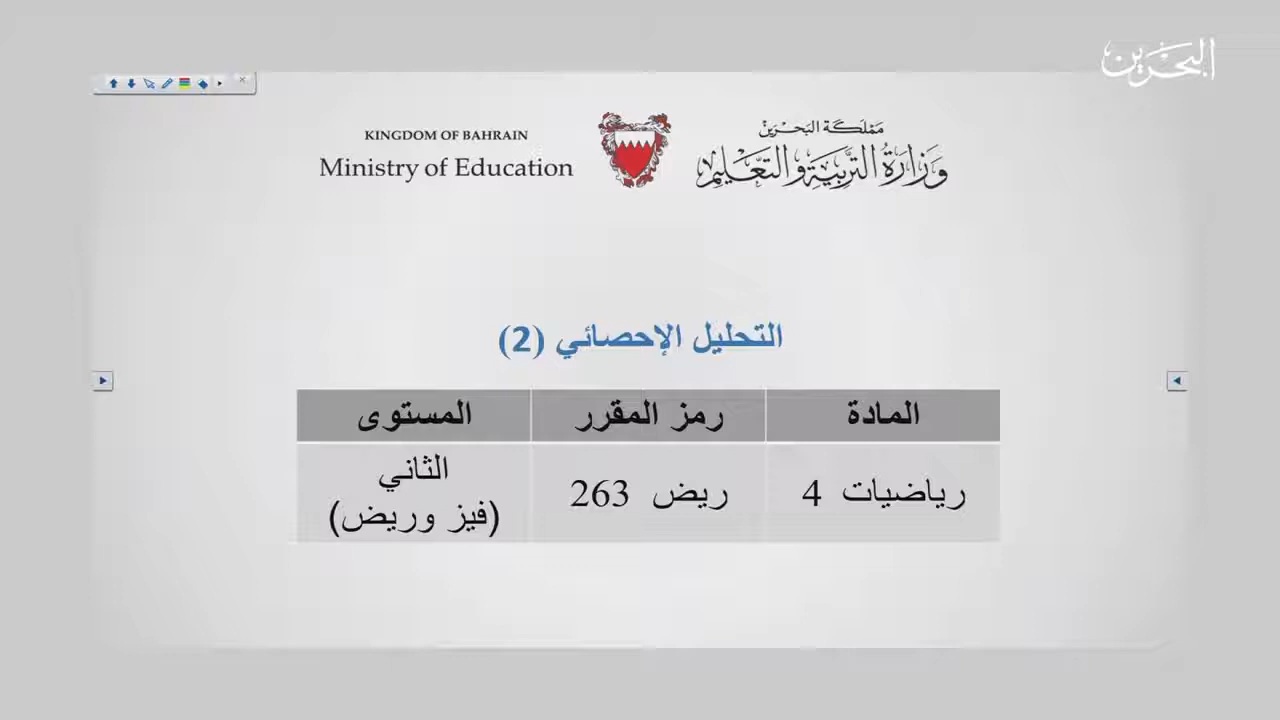 البحرين
KINGDOM OF BAHRAIN
Ministry of Education
مملكة البحرين
وزارة التربية والتعليم
التحليل الإحصائي (2)
المادة رمز المقرر المستوى
رياضيات 4 ريض 263 الثاني
(فيز وريض)